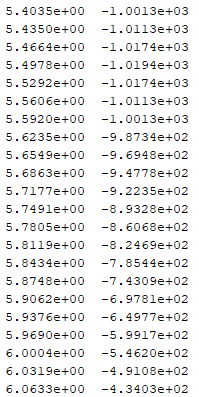 5.4035e+00 -1.0013e+03
5.4350e+00 -1.0113e+03
5.4664e+00 -1.0174e+03
5.4978e+00 -1.0194e+03
5.5292e+00 -1.0174e+03
5.5606e+00 -1.0113e+03
5.5920e+00 -1.0013e+03
5.6235e+00 -9.8734e+02
5.6549e+00 -9.6948e+02
5.6863e+00 -9.4778e+02
5.7177e+00 -9.2235e+02
5.7491e+00 -8.9328e+02
5.7805e+00 -8.6068e+02
5.8119e+00 -8.2469e+02
5.8434e+00 -7.8544e+02
5.8748e+00 -7.4309e+02
5.9062e+00 -6.9781e+02
5.9376e+00 -6.4977e+02
5.9690e+00 -5.9917e+02
6.0004e+00 -5.4620e+02
6.0319e+00 -4.9108e+02
6.0633e+00 -4.3403e+02